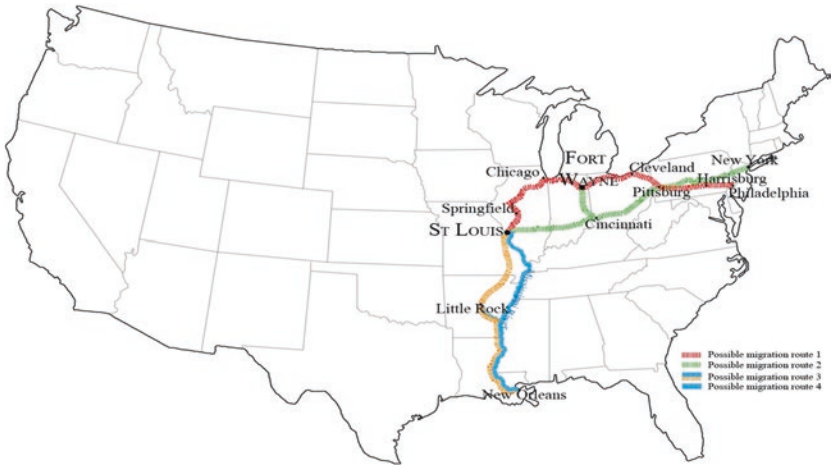 FORT
WAYNE
Chicago
Cleveland
New York
Harrisburg
Pittsburg
Philadelphia
Springfield
ST LOUIS
Cincinnati
Little Rock
New Orleans
Possible migration route 1
Possible migration route 2
Possible migration route 3
Possible migration route 4